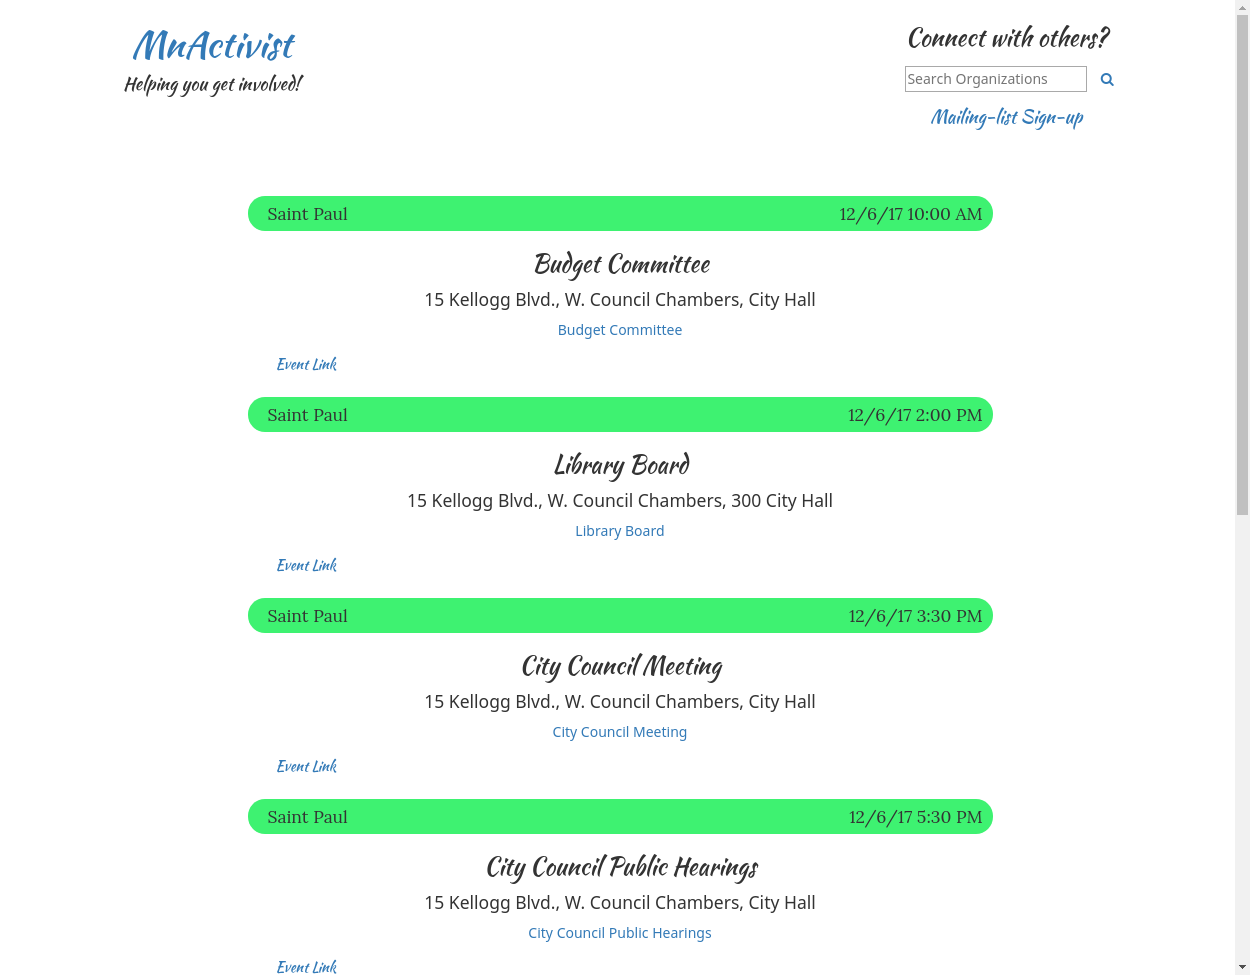 MnActivist
Helping you get involved!
Connect with others?
Search Organizations
Mailing-list Sign-up
Saint Paul 12/6/17 10:00 AM
Budget Committee
15 Kellogg Blvd., W. Council Chambers, City Hall
Budget Committee
Event Link
Saint Paul 12/6/17 2:00 PM
Library Board
15 Kellogg Blvd., W. Council Chambers, 300 City Hall
Library Board
Event Link
Saint Paul 12/6/17 3:30 PM
City Council Meeting
15 Kellogg Blvd., W. Council Chambers, City Hall
City Council Meeting
Event Link
Saint Paul 12/6/17 5:30 PM
City Council Public Hearings
15 Kellogg Blvd., W. Council Chambers, City Hall
City Council Public Hearings
Event Link